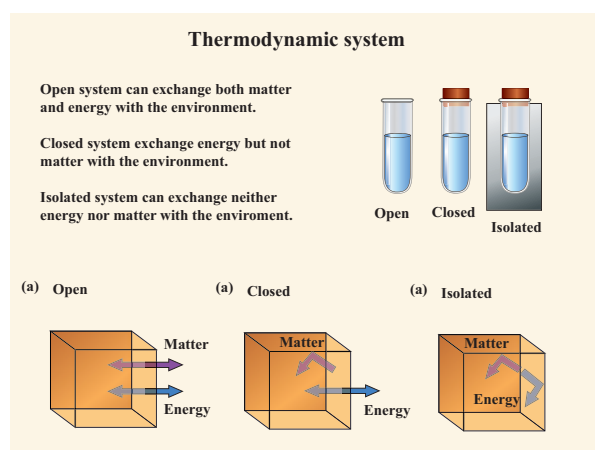 Thermodynamic system
Open system can exchange both matter
and energy with the environment.
Closed system exchange energy but not
matter with the environment.
Isolated system can exchange neither
energy nor matter with the enviroment.
Open
Closed
Isolated
(a) Open
Matter
Energy
(a) Closed
Matter
Energy
(a) Isolated
Matter
Energy